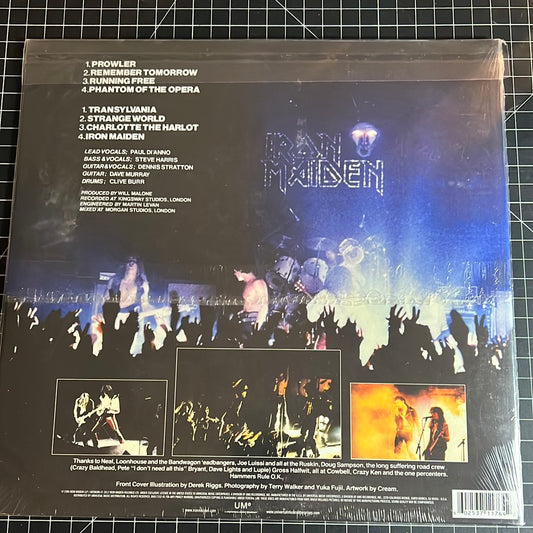 1. PROWLER
2. REMEMBER TOMORROW
3. RUNNING FREE
4. PHANTOM OF THE OPERA
1. TRANSYLVANIA
2. STRANGE WORLD
3. CHARLOTTE THE HARLOT
4. IRON MAIDEN
LEAD VOCALS; PAUL DI'ANNO
BASS & VOCALS; STEVE HARRIS
GUITAR & VOCALS; DENNIS STRATTON
GUITAR; DAVE MURRAY
DRUMS; CLIVE BURR
PRODUCED BY WILL MALONE
RECORDED AT KINGSWAY STUDIOS, LONDON
ENGINEERED BY MARTIN LEVAN
MIXED AT MORGAN STUDIOS, LONDON
IRON
MAIDEN
Thanks to Neal, Loonhouse and the Bandwagon 'eadbangers, Joe Luissi and all at the Ruskin, Doug Sampson, the long suffering road crew
(Crazy Baldhead, Pete "I don't need all this" Bryant, Dave Lights and Lupie) Gross Halfwit, all at Cowbell, Crazy Ken and the one percenters.
Hammers Rule O.K.,
Front Cover Illustration by Derek Riggs. Photography by Terry Walker and Yuka Fujii. Artwork by Cream.
UMe